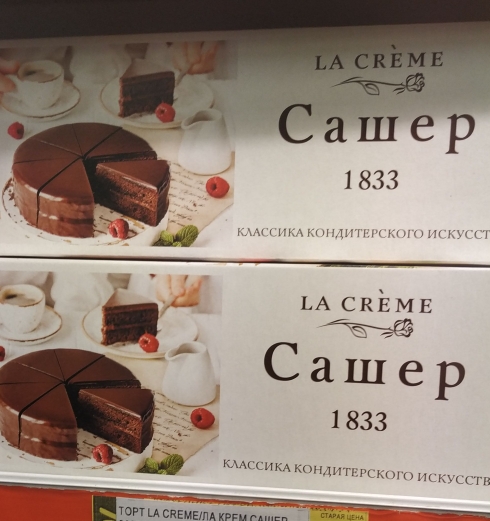 LA CRÈME
Сашер
1833
КЛАССИКА КОНДИТЕРСКОГО ИСКУССТ
LA CRÈME
Сашер
1833
КЛАССИКА КОНДИТЕРСКОГО ИСКУССТВ
ТОРТ LA CREME/ЛА КРЕМ САШЕР
СТАРАЯ ЦЕНА